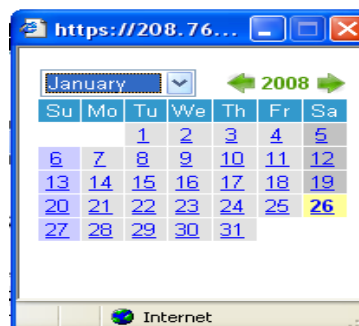 https://208.76...
January 2008
Su Mo Tu We Th Fr Sa
1 2 3 4 5
6 7 8 9 10 11 12
13 14 15 16 17 18 19
20 21 22 23 24 25 26
27 28 29 30 31
Internet